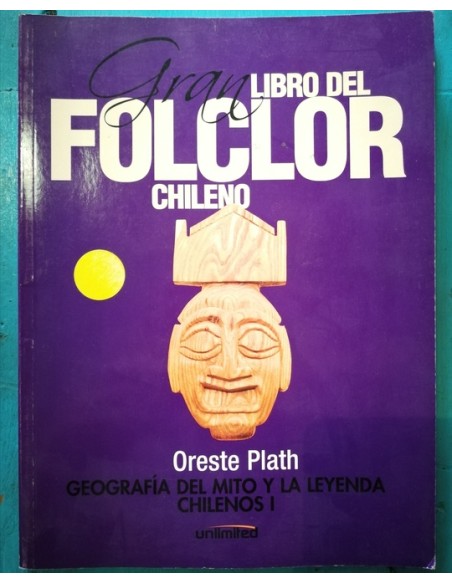 Gran LIBRO DEL
FOLCLOR
CHILENO
Oreste Plath
GEOGRAFÍA DEL MITO Y LA LEYENDA
CHILENOS I
unlimited